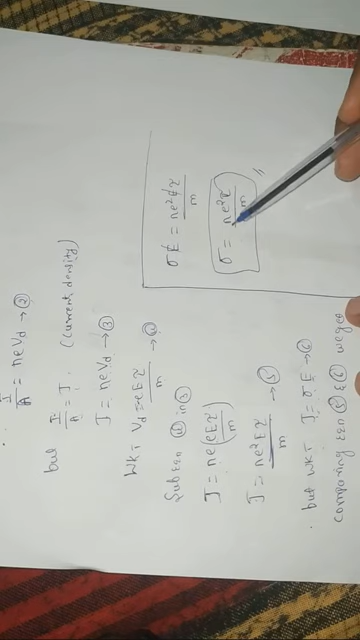 ∴ I/A = neVd → ②
but I/A = J. (current density)
J = neVd → ③
WKT Vd = eEτ/m → ④
Sub eqn ④ in ③
J = ne(eEτ/m)
J = ne²Eτ/m → ⑤
but WKT J = σE → ⑥
comparing eqn ⑤ & ⑥ we get
σE = ne²Eτ/m
σ = ne²τ/m //